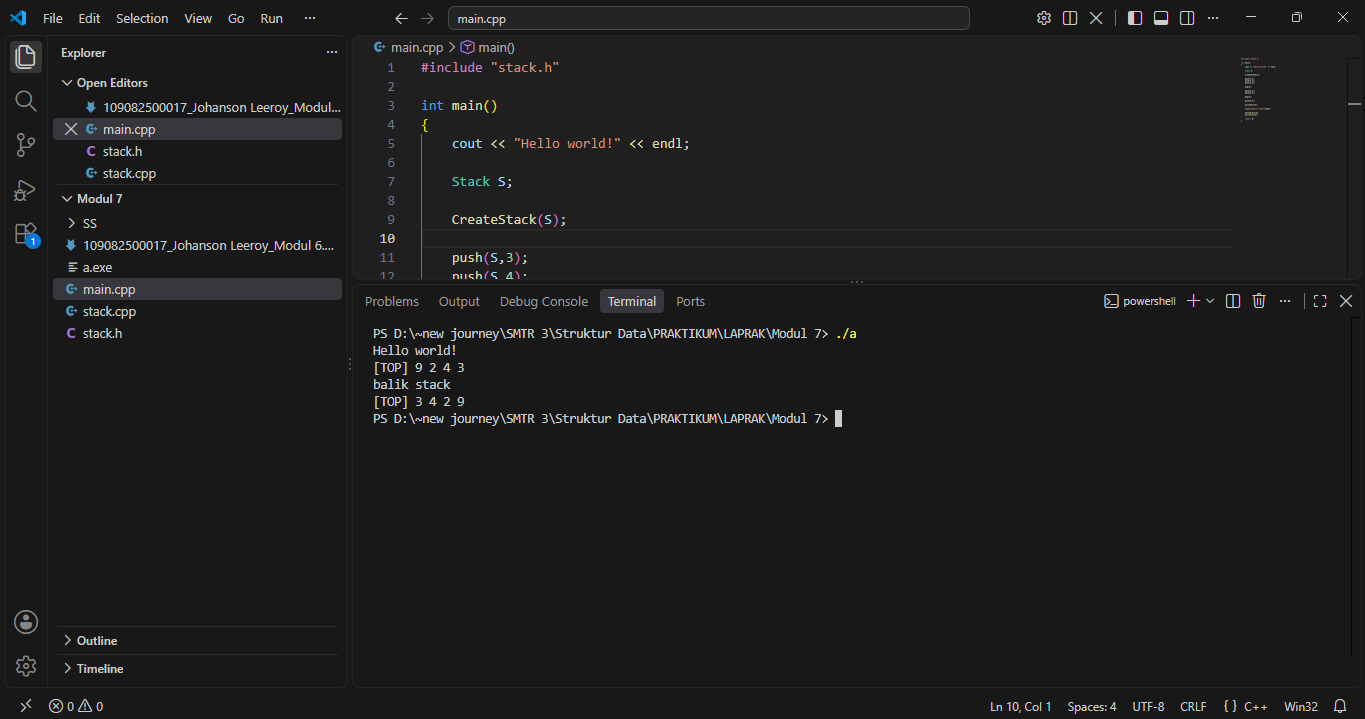 File Edit Selection View Go Run ···
main.cpp
Explorer ···
Open Editors
109082500017_Johanson Leeroy_Modul...
main.cpp
stack.h
stack.cpp
Modul 7
SS
109082500017_Johanson Leeroy_Modul 6....
a.exe
main.cpp
stack.cpp
stack.h
Outline
Timeline
1
main.cpp > main()
1 #include "stack.h"
2
3 int main()
4 {
5 cout << "Hello world!" << endl;
6
7 Stack S;
8
9 CreateStack(S);
10
11 push(S,3);
12 push(S,4);
Problems Output Debug Console Terminal Ports
powershell
PS D:\~new journey\SMTR 3\Struktur Data\PRAKTIKUM\LAPRAK\Modul 7> ./a
Hello world!
[TOP] 9 2 4 3
balik stack
[TOP] 3 4 2 9
PS D:\~new journey\SMTR 3\Struktur Data\PRAKTIKUM\LAPRAK\Modul 7>
0 0
Ln 10, Col 1 Spaces: 4 UTF-8 CRLF { } C++ Win32